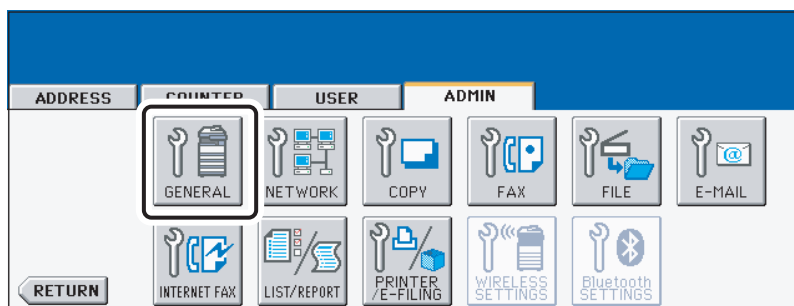 ADDRESS COUNTER USER ADMIN
GENERAL NETWORK COPY FAX FILE E-MAIL
INTERNET FAX LIST/REPORT PRINTER
/E-FILING WIRELESS
SETTINGS Bluetooth
SETTINGS
RETURN